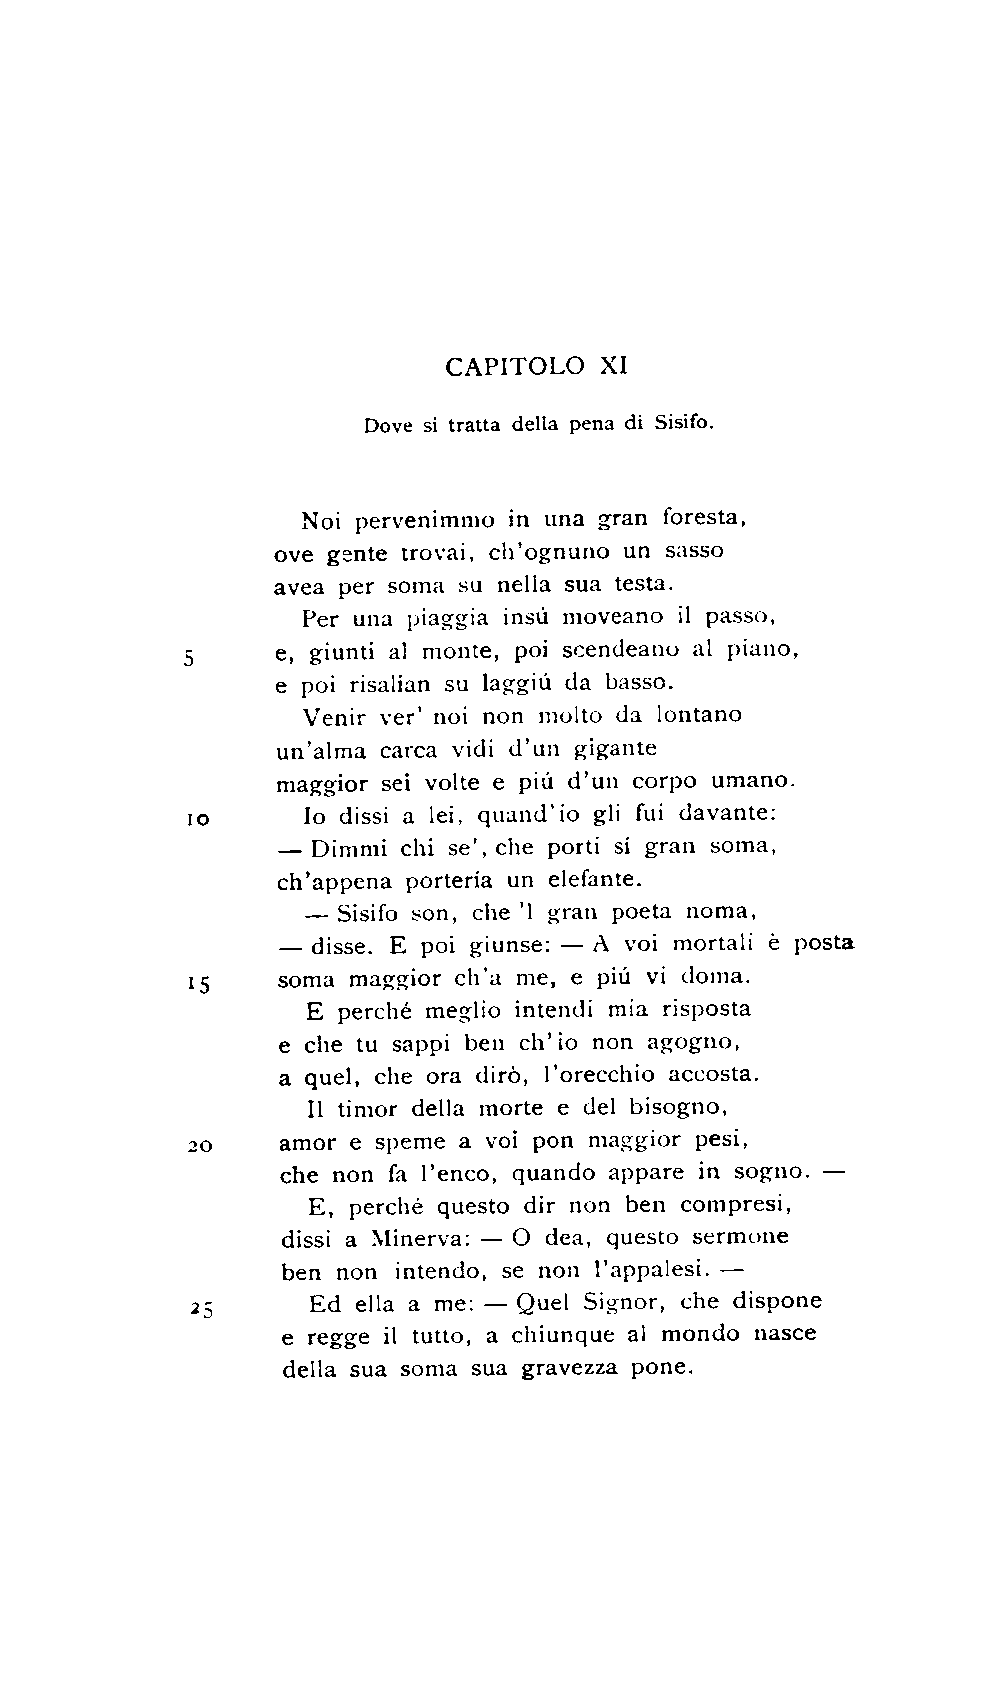 CAPITOLO XI
Dove si tratta della pena di Sisifo.
Noi pervenimmo in una gran foresta,
ove gente trovai, ch'ognuno un sasso
avea per soma su nella sua testa.
Per una piaggia insú moveano il passo,
5 e, giunti al monte, poi scendeano al piano,
e poi risalian su laggiú da basso.
Venir ver' noi non molto da lontano
un'alma carca vidi d'un gigante
maggior sei volte e piú d'un corpo umano.
10 Io dissi a lei, quand'io gli fui davante:
— Dimmi chi se', che porti sí gran soma,
ch'appena portería un elefante.
— Sisifo son, che 'l gran poeta noma,
— disse. E poi giunse: — A voi mortali è posta
15 soma maggior ch'a me, e piú vi doma.
E perché meglio intendi mia risposta
e che tu sappi ben ch'io non agogno,
a quel, che ora dirò, l'orecchio accosta.
Il timor della morte e del bisogno,
20 amor e speme a voi pon maggior pesi,
che non fa l'enco, quando appare in sogno. —
E, perché questo dir non ben compresi,
dissi a Minerva: — O dea, questo sermone
ben non intendo, se non l'appalesi. —
25 Ed ella a me: — Quel Signor, che dispone
e regge il tutto, a chiunque al mondo nasce
della sua soma sua gravezza pone.